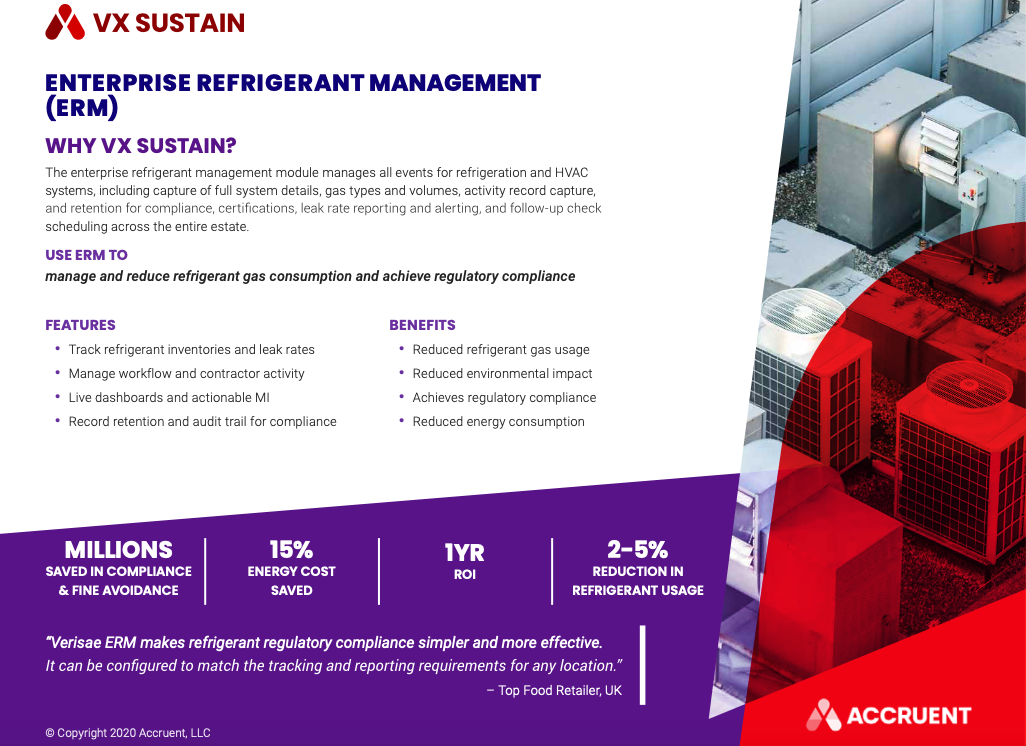 VX SUSTAIN
ENTERPRISE REFRIGERANT MANAGEMENT
(ERM)
WHY VX SUSTAIN?
The enterprise refrigerant management module manages all events for refrigeration and HVAC
systems, including capture of full system details, gas types and volumes, activity record capture,
and retention for compliance, certifications, leak rate reporting and alerting, and follow-up check
scheduling across the entire estate.
USE ERM TO
manage and reduce refrigerant gas consumption and achieve regulatory compliance
FEATURES
• Track refrigerant inventories and leak rates
• Manage workflow and contractor activity
• Live dashboards and actionable MI
• Record retention and audit trail for compliance
BENEFITS
• Reduced refrigerant gas usage
• Reduced environmental impact
• Achieves regulatory compliance
• Reduced energy consumption
MILLIONS
SAVED IN COMPLIANCE
& FINE AVOIDANCE
15%
ENERGY COST
SAVED
1YR
ROI
2-5%
REDUCTION IN
REFRIGERANT USAGE
"Verisae ERM makes refrigerant regulatory compliance simpler and more effective.
It can be configured to match the tracking and reporting requirements for any location."
– Top Food Retailer, UK
© Copyright 2020 Accruent, LLC
ACCRUENT